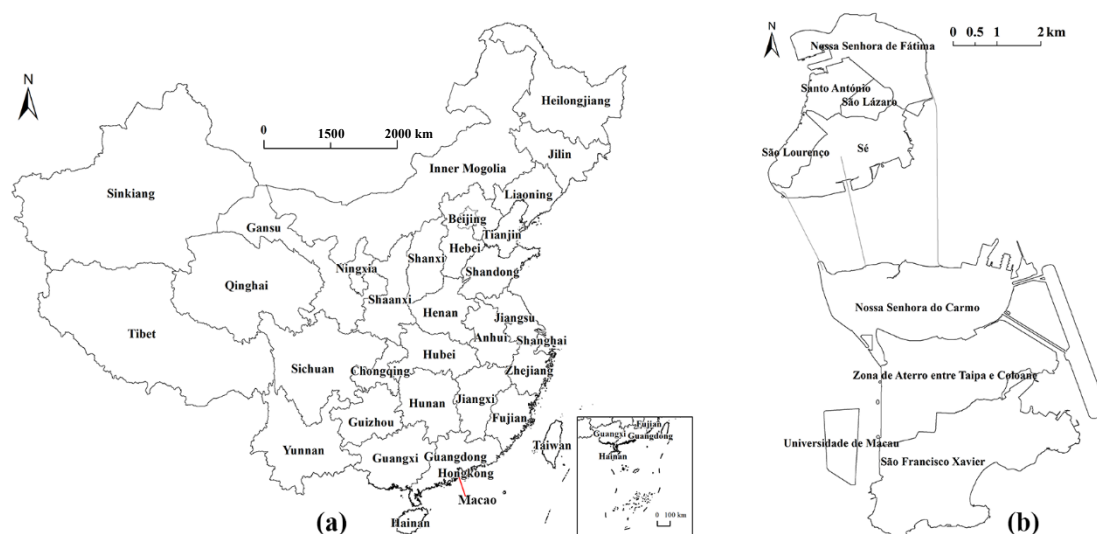 N
0 1500 2000 km
Heilongjiang
Jilin
Inner Mogolia
Liaoning
Sinkiang
Beijing
Gansu
Tianjin
Hebei
Shanxi
Ningxia
Shandong
Qinghai
Shaanxi
Henan
Jiangsu
Tibet
Anhui
Shanghai
Hubei
Sichuan
Chongqing
Zhejiang
Hunan
Jiangxi
Guizhou
Fujian
Yunnan
Taiwan
Guangxi
Guangdong
Hongkong
Macao
Hainan
(a)
Fujian
Guangxi
Guangdong
Hainan
0 100 km
N
0 0.5 1 2 km
Nossa Senhora de Fátima
Santo António
São Lázaro
São Lourenço
Sé
Nossa Senhora do Carmo
Zona de Aterro entre Taipa e Coloane
Universidade de Macau
São Francisco Xavier
(b)